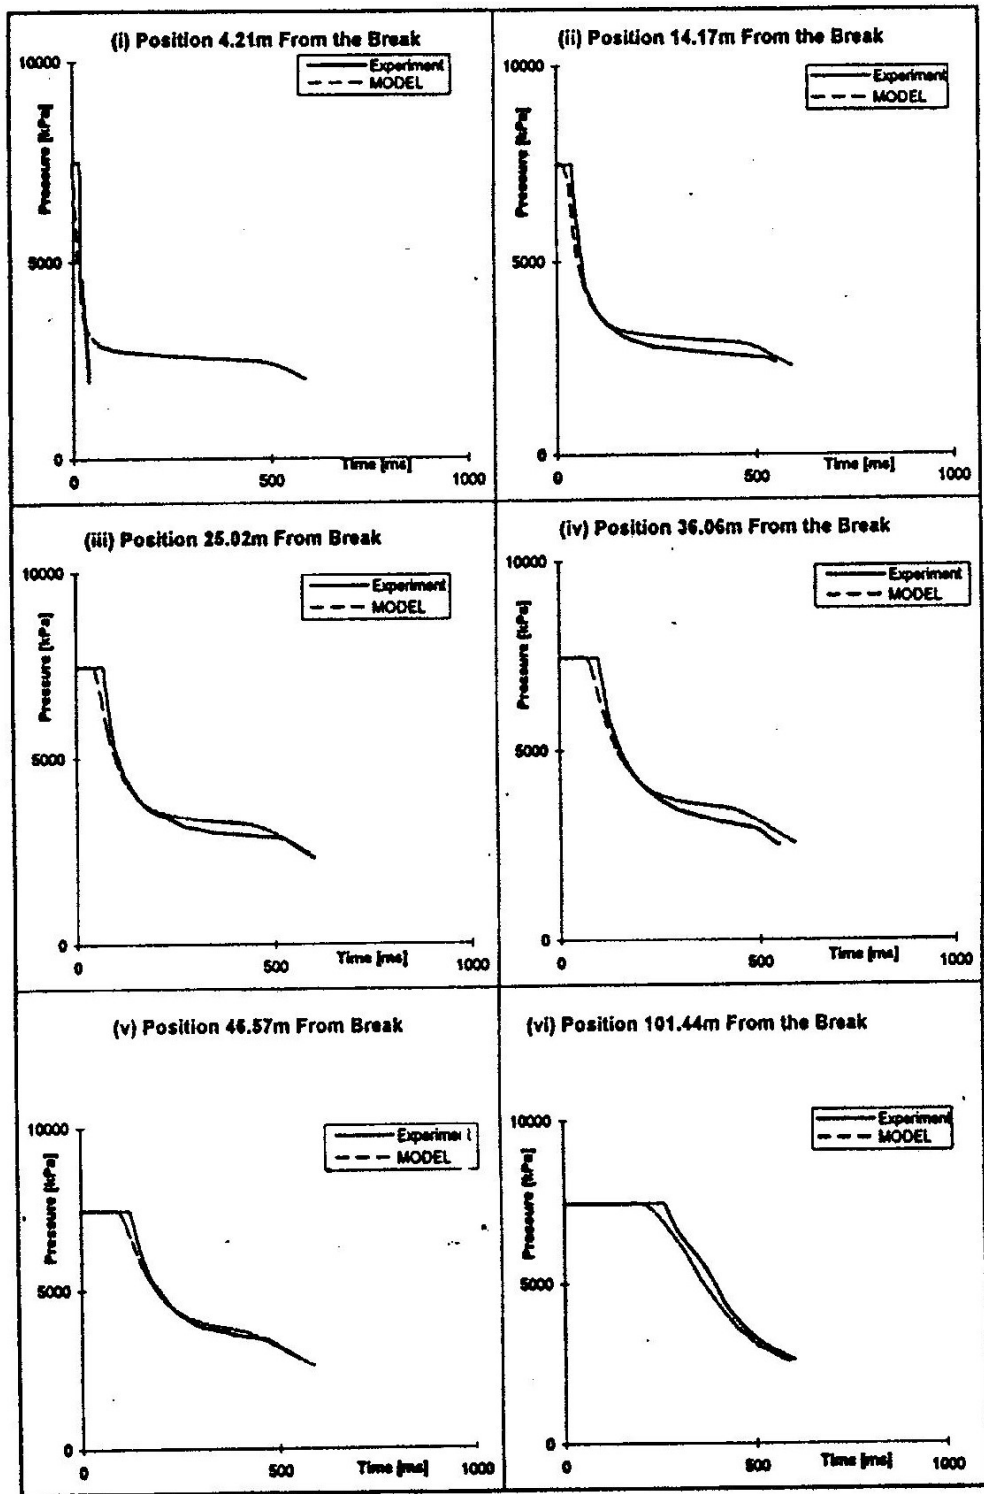 (i) Position 4.21m From the Break
10000
Experiment
MODEL
Pressure [kPa]
5000
0
Time [ms]
0
500
1000
(ii) Position 14.17m From the Break
10000
Experiment
MODEL
Pressure [kPa]
5000
0
Time [ms]
0
500
1000
(iii) Position 25.02m From Break
10000
Experiment
MODEL
Pressure [kPa]
5000
0
Time [ms]
0
500
1000
(iv) Position 36.06m From the Break
10000
Experiment
MODEL
Pressure [kPa]
5000
0
Time [ms]
0
500
1000
(v) Position 46.57m From Break
10000
Experiment
MODEL
Pressure [kPa]
5000
0
Time [ms]
0
500
1000
(vi) Position 101.44m From the Break
10000
Experiment
MODEL
Pressure [kPa]
5000
0
Time [ms]
0
500
1000